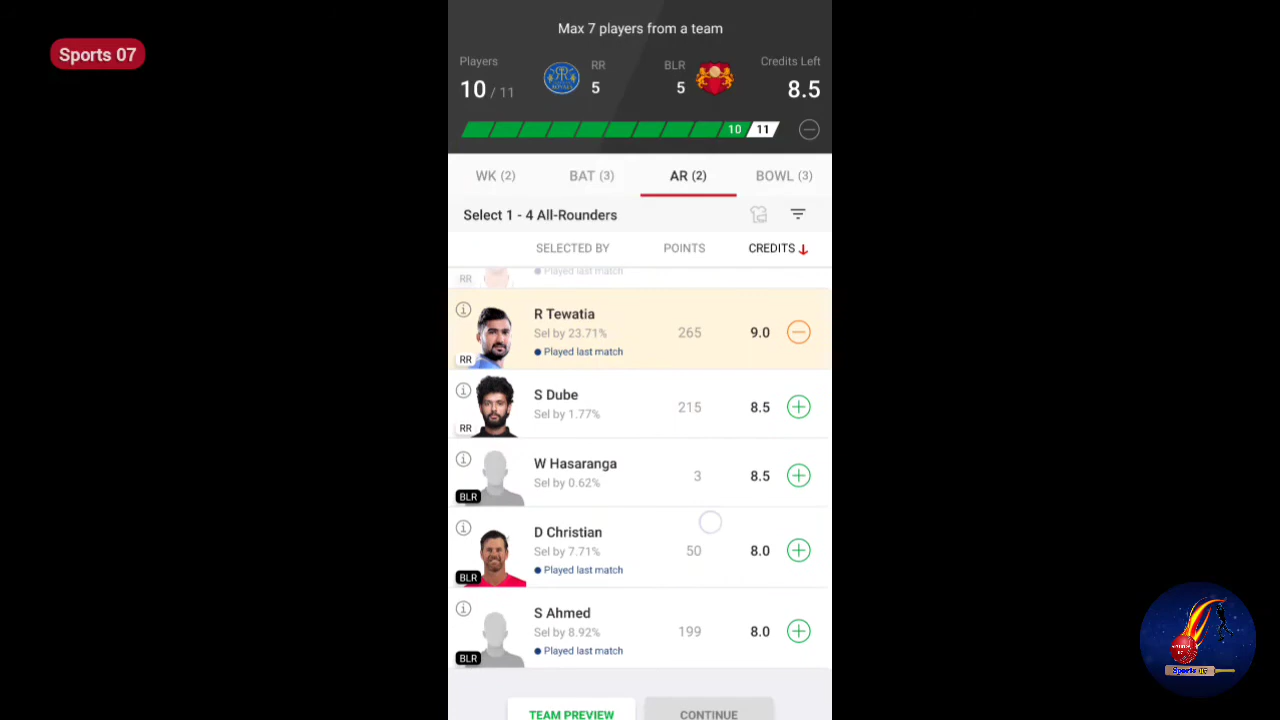 Sports 07
Max 7 players from a team
Players
10 / 11
RR
5
BLR
5
Credits Left
8.5
10 11
WK (2) BAT (3) AR (2) BOWL (3)
Select 1 - 4 All-Rounders
SELECTED BY POINTS CREDITS
RR
Played last match
R Tewatia
Sel by 23.71% 265 9.0
Played last match
RR
S Dube
Sel by 1.77% 215 8.5
RR
W Hasaranga
Sel by 0.62% 3 8.5
BLR
D Christian
Sel by 7.71% 50 8.0
Played last match
BLR
S Ahmed
Sel by 8.92% 199 8.0
Played last match
BLR
TEAM PREVIEW CONTINUE
Sports 07